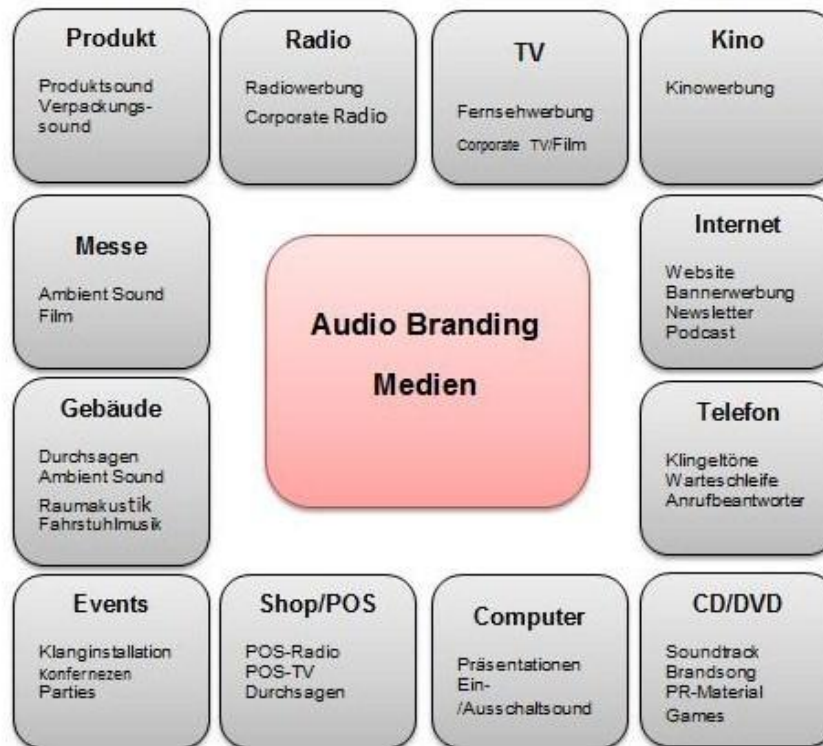 Produkt
Produktsound
Verpackungs-
sound
Radio
Radiowerbung
Corporate Radio
TV
Fernsehwerbung
Corporate TV/Film
Kino
Kinowerbung
Messe
Ambient Sound
Film
Audio Branding
Medien
Internet
Website
Bannerwerbung
Newsletter
Podcast
Gebäude
Durchsagen
Ambient Sound
Raumakustik
Fahrstuhlmusik
Telefon
Klingeltöne
Warteschleife
Anrufbeantworter
Events
Klanginstallation
Konfernezen
Parties
Shop/POS
POS-Radio
POS-TV
Durchsagen
Computer
Präsentationen
Ein-
/Ausschaltsound
CD/DVD
Soundtrack
Brandsong
PR-Material
Games